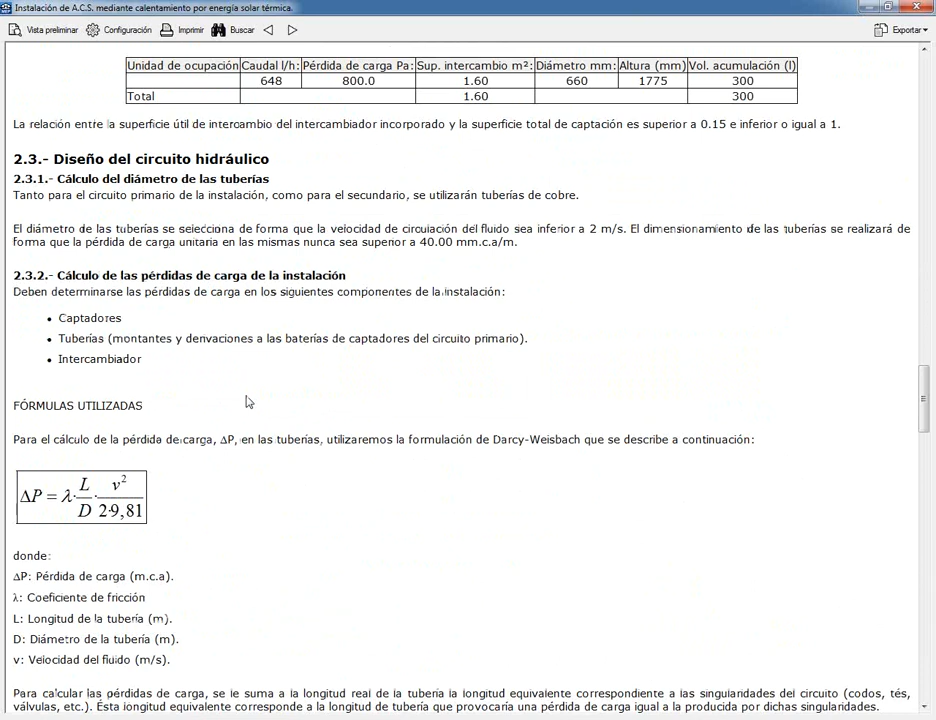 Instalación de A.C.S. mediante calentamiento por energía solar térmica.
Vista preliminar Configuración Imprimir Buscar Exportar
Unidad de ocupación Caudal l/h: Pérdida de carga Pa: Sup. intercambio m²: Diámetro mm: Altura (mm) Vol. acumulación (l)
648 800.0 1.60 660 1775 300
Total 1.60 300
La relación entre la superficie útil de intercambio del intercambiador incorporado y la superficie total de captación es superior a 0.15 e inferior o igual a 1.
2.3.- Diseño del circuito hidráulico
2.3.1.- Cálculo del diámetro de las tuberías
Tanto para el circuito primario de la instalación, como para el secundario, se utilizarán tuberías de cobre.
El diámetro de las tuberías se selecciona de forma que la velocidad de circulación del fluido sea inferior a 2 m/s. El dimensionamiento de las tuberías se realizará de
forma que la pérdida de carga unitaria en las mismas nunca sea superior a 40.00 mm.c.a/m.
2.3.2.- Cálculo de las pérdidas de carga de la instalación
Deben determinarse las pérdidas de carga en los siguientes componentes de la instalación:
• Captadores
• Tuberías (montantes y derivaciones a las baterías de captadores del circuito primario).
• Intercambiador
FÓRMULAS UTILIZADAS
Para el cálculo de la pérdida de carga, ΔP, en las tuberías, utilizaremos la formulación de Darcy-Weisbach que se describe a continuación:
ΔP = λ · L/D · v²/2·9,81
donde:
ΔP: Pérdida de carga (m.c.a).
λ: Coeficiente de fricción
L: Longitud de la tubería (m).
D: Diámetro de la tubería (m).
v: Velocidad del fluido (m/s).
Para calcular las pérdidas de carga, se le suma a la longitud real de la tubería la longitud equivalente correspondiente a las singularidades del circuito (codos, tés,
válvulas, etc.). Ésta longitud equivalente corresponde a la longitud de tubería que provocaría una pérdida de carga igual a la producida por dichas singularidades.